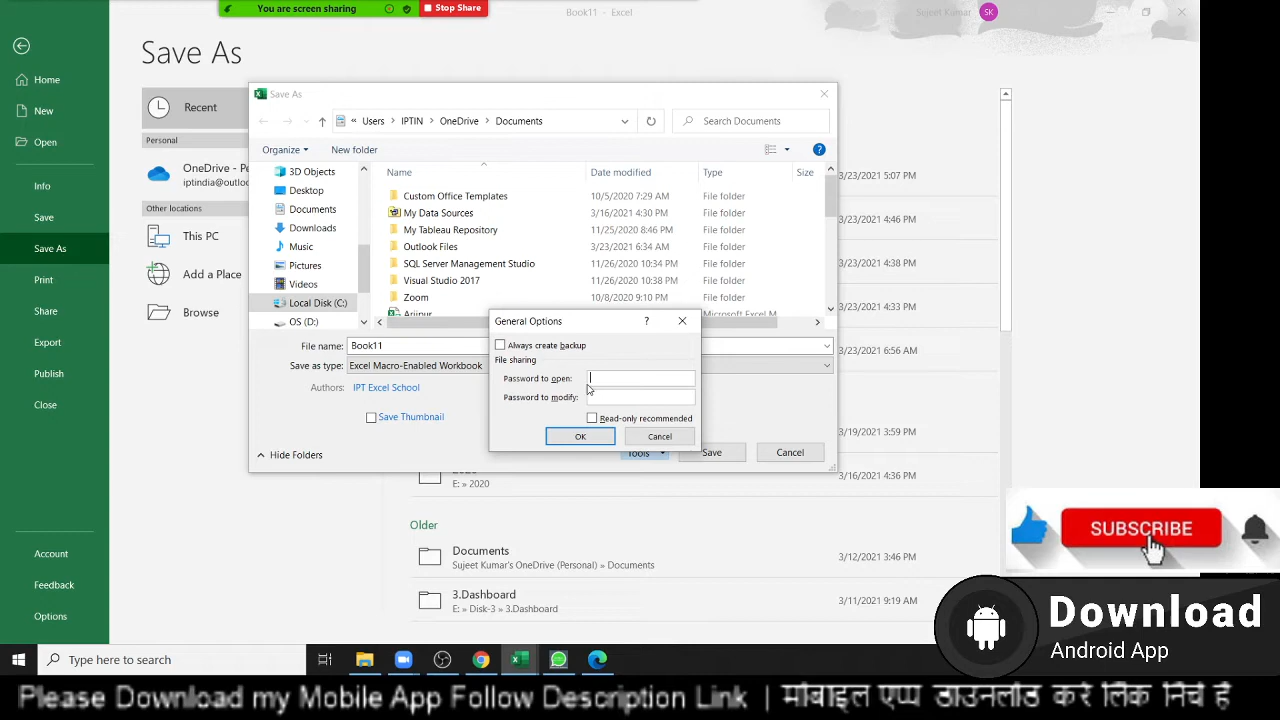 You are screen sharing
Stop Share
Book11 - Excel
Sujeet Kumar
SK
Save As
Home
New
Open
Info
Save
Save As
Print
Share
Export
Publish
Close
Account
Feedback
Options
Recent
Personal
OneDrive - Pe
iptindia@outlo
Other locations
This PC
Add a Place
Browse
Save As
« Users > IPTIN > OneDrive > Documents
Search Documents
Organize
New folder
3D Objects
Desktop
Documents
Downloads
Music
Pictures
Videos
Local Disk (C:)
OS (D:)
Name Date modified Type Size
Custom Office Templates 10/5/2020 7:29 AM File folder
My Data Sources 3/16/2021 4:30 PM File folder
My Tableau Repository 11/25/2020 8:46 PM File folder
Outlook Files 3/23/2021 6:34 AM File folder
SQL Server Management Studio 11/26/2020 10:34 PM File folder
Visual Studio 2017 11/26/2020 10:38 PM File folder
Zoom 10/8/2020 9:10 PM File folder
File name: Book11
Save as type: Excel Macro-Enabled Workbook
Authors: IPT Excel School
Save Thumbnail
Hide Folders
Tools
Save
Cancel
General Options
?
Always create backup
File sharing
Password to open:
Password to modify:
Read-only recommended
OK
Cancel
3/23/2021 5:07 PM
3/23/2021 4:46 PM
3/23/2021 4:38 PM
3/23/2021 4:33 PM
3/23/2021 6:56 AM
3/19/2021 3:59 PM
E: » 2020
3/16/2021 4:36 PM
Older
Documents
Sujeet Kumar's OneDrive (Personal) » Documents
3/12/2021 3:46 PM
3.Dashboard
E: » Disk-3 » 3.Dashboard
3/11/2021 9:19 AM
SUBSCRIBE
Download
Android App
Type here to search
Please Download my Mobile App Follow Description Link | मोबाइल एप्प डाउनलोड करे लिंक निचे है